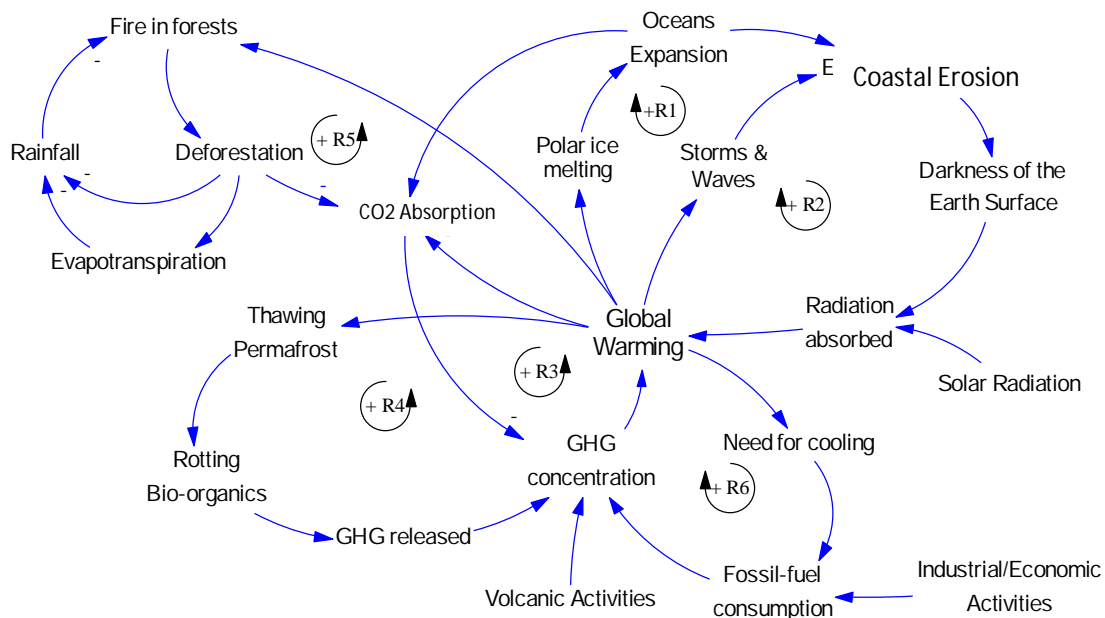 Fire in forests
-
Oceans
Expansion
E
Coastal Erosion
+R1
+ R5
Rainfall
-
-
Deforestation
-
Polar ice
melting
Storms &
Waves
+ R2
Darkness of the
Earth Surface
CO2 Absorption
Evapotranspiration
Thawing
Permafrost
Global
Warming
Radiation
absorbed
Solar Radiation
+ R3
+ R4
-
GHG
concentration
Need for cooling
+ R6
Rotting
Bio-organics
GHG released
Volcanic Activities
Fossil-fuel
consumption
Industrial/Economic
Activities